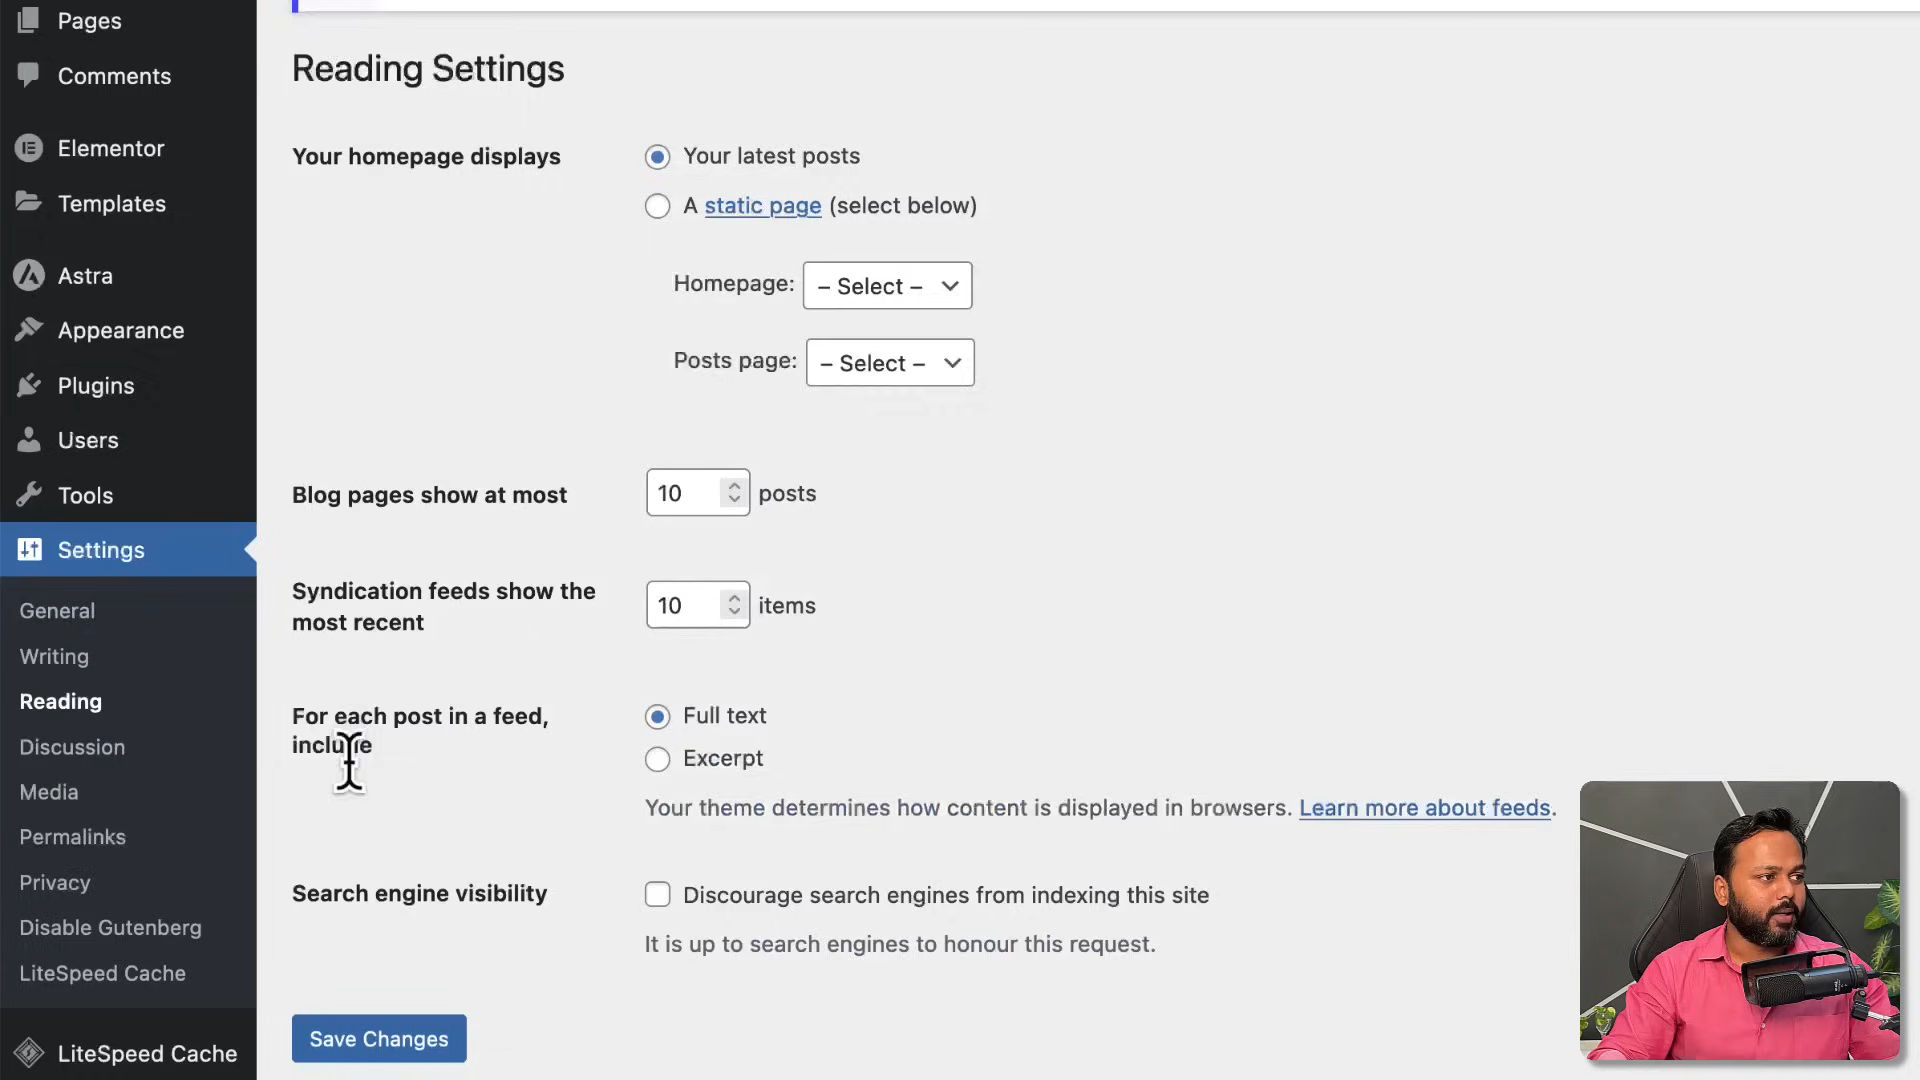 Pages
Comments
Elementor
Templates
Astra
Appearance
Plugins
Users
Tools
Settings
General
Writing
Reading
Discussion
Media
Permalinks
Privacy
Disable Gutenberg
LiteSpeed Cache
LiteSpeed Cache
Reading Settings
Your homepage displays
Your latest posts
A static page (select below)
Homepage: – Select –
Posts page: – Select –
Blog pages show at most
10 posts
Syndication feeds show the
most recent
10 items
For each post in a feed,
include
Full text
Excerpt
Your theme determines how content is displayed in browsers. Learn more about feeds.
Search engine visibility
Discourage search engines from indexing this site
It is up to search engines to honour this request.
Save Changes